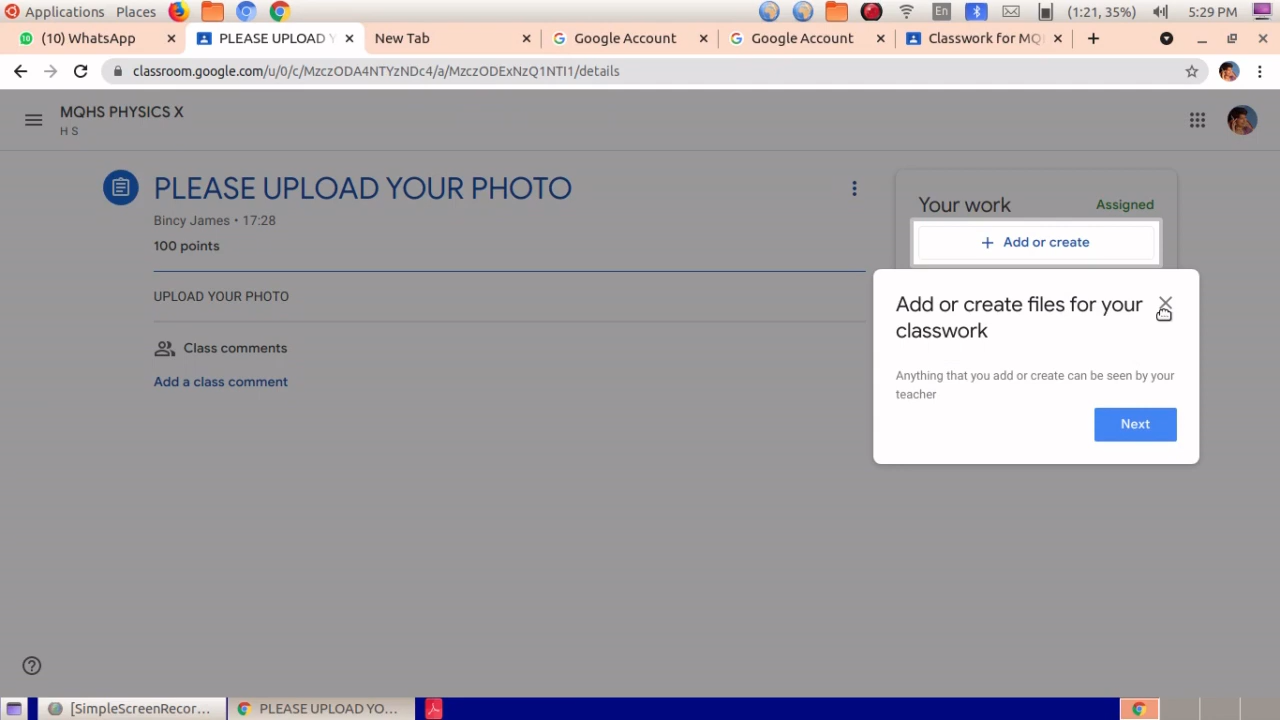 Applications Places En (1:21, 35%) 5:29 PM
(10) WhatsApp PLEASE UPLOAD Y New Tab Google Account Google Account Classwork for MQ
classroom.google.com/u/0/c/MzczODA4NTYzNDc4/a/MzczODExNzQ1NTI1/details
MQHS PHYSICS X
H S
PLEASE UPLOAD YOUR PHOTO
Bincy James • 17:28
100 points
UPLOAD YOUR PHOTO
Class comments
Add a class comment
Your work Assigned
+ Add or create
Add or create files for your
classwork
Anything that you add or create can be seen by your
teacher
Next
[SimpleScreenRecor... PLEASE UPLOAD YO...